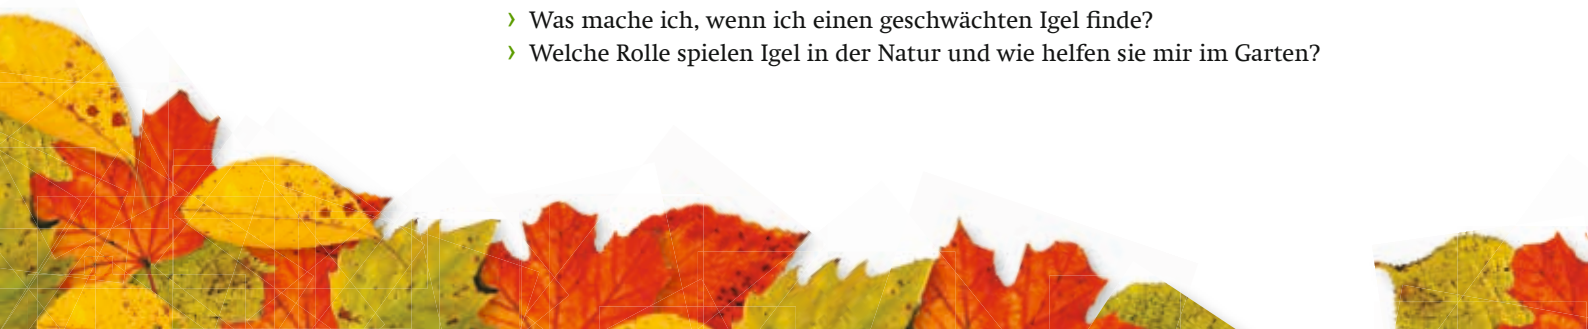 › Was mache ich, wenn ich einen geschwächten Igel finde?
› Welche Rolle spielen Igel in der Natur und wie helfen sie mir im Garten?